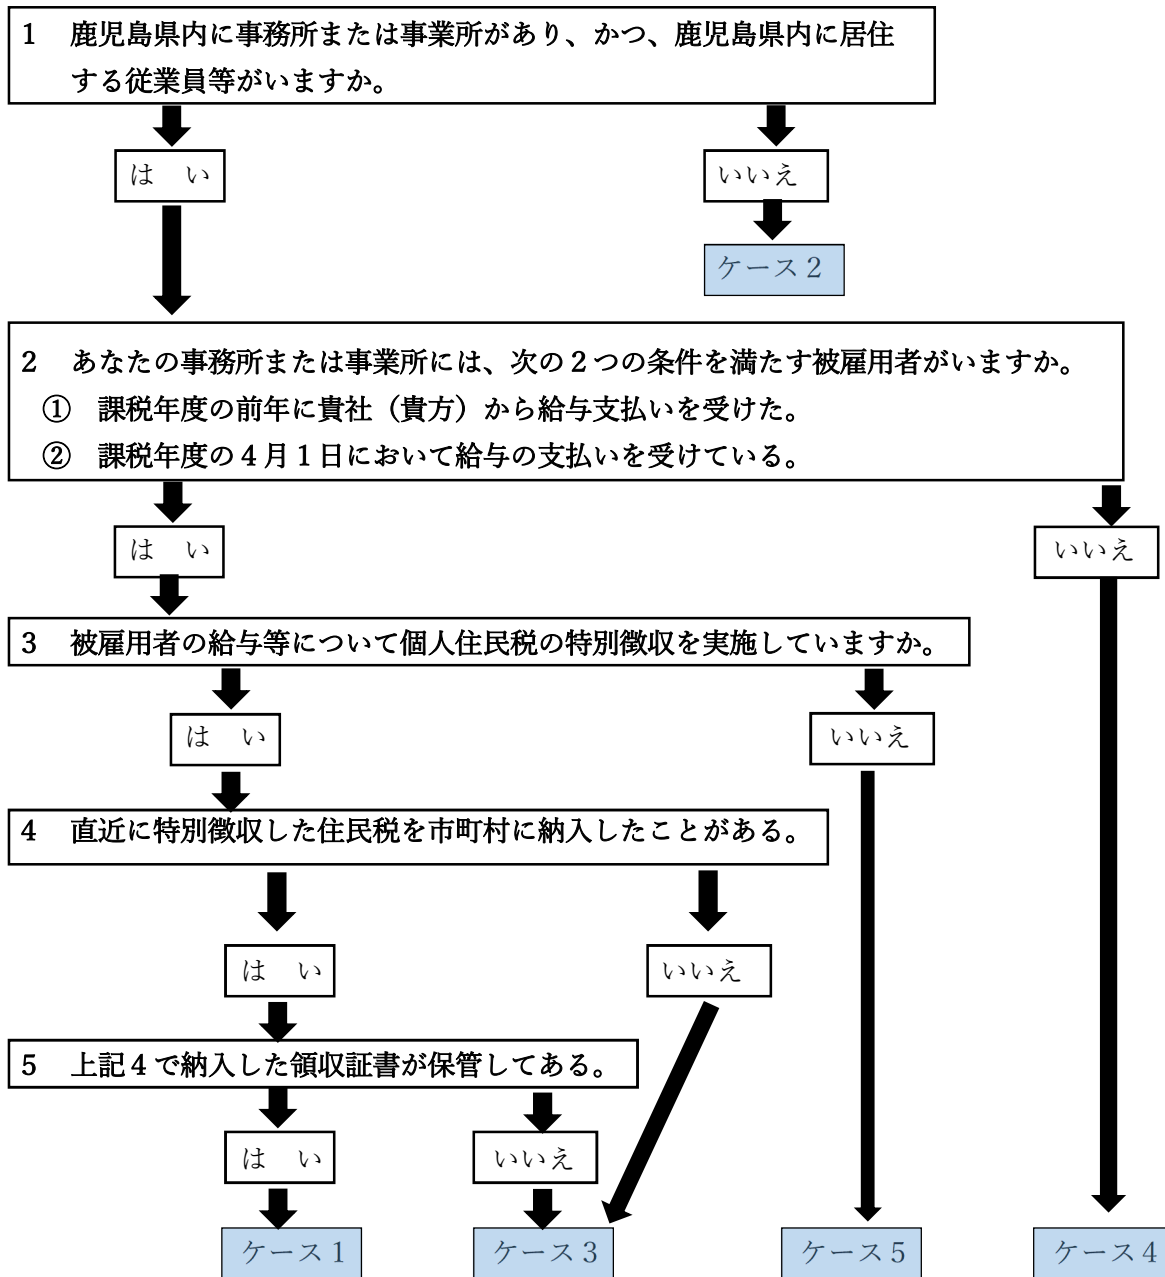 1 鹿児島県内に事務所または事業所があり、かつ、鹿児島県内に居住
する従業員等がいますか。
は い
いいえ
ケース2
2 あなたの事務所または事業所には、次の2つの条件を満たす被雇用者がいますか。
① 課税年度の前年に貴社(貴方)から給与支払いを受けた。
② 課税年度の4月1日において給与の支払いを受けている。
は い
いいえ
3 被雇用者の給与等について個人住民税の特別徴収を実施していますか。
は い
いいえ
4 直近に特別徴収した住民税を市町村に納入したことがある。
は い
いいえ
5 上記4で納入した領収証書が保管してある。
は い
いいえ
ケース1
ケース3
ケース5
ケース4